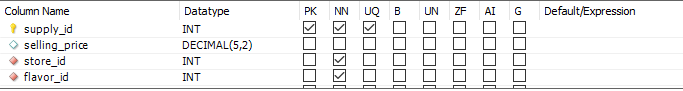 Column Name Datatype PK NN UQ B UN ZF AI G Default/Expression
supply_id INT
selling_price DECIMAL(5,2)
store_id INT
flavor_id INT